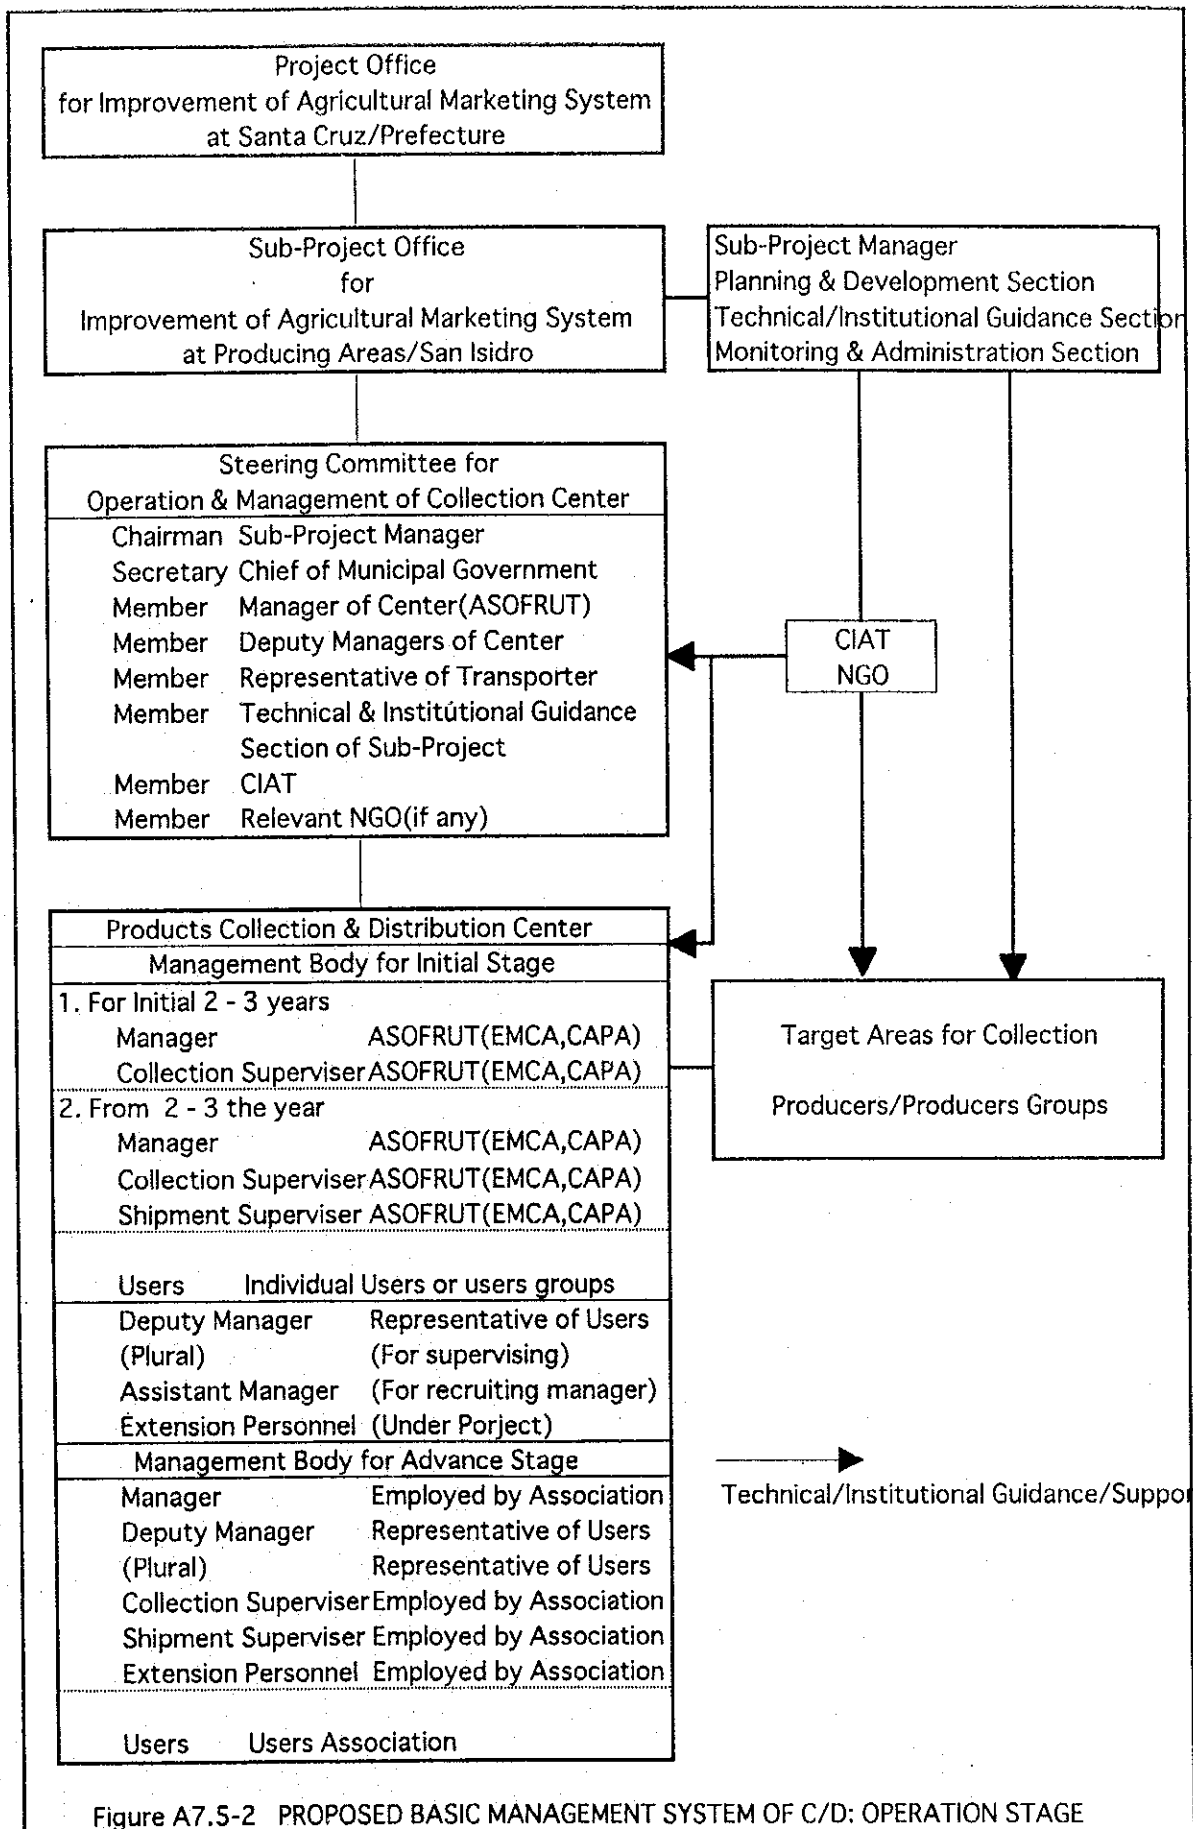 Project Office
for Improvement of Agricultural Marketing System
at Santa Cruz/Prefecture
Sub-Project Office
for
Improvement of Agricultural Marketing System
at Producing Areas/San Isidro
Sub-Project Manager
Planning & Development Section
Technical/Institutional Guidance Section
Monitoring & Administration Section
Steering Committee for
Operation & Management of Collection Center
Chairman Sub-Project Manager
Secretary Chief of Municipal Government
Member Manager of Center(ASOFRUT)
Member Deputy Managers of Center
Member Representative of Transporter
Member Technical & Institútional Guidance
Section of Sub-Project
Member CIAT
Member Relevant NGO(if any)
CIAT
NGO
Products Collection & Distribution Center
Management Body for Initial Stage
1. For Initial 2 - 3 years
Manager ASOFRUT(EMCA,CAPA)
Collection Superviser ASOFRUT(EMCA,CAPA)
2. From 2 - 3 the year
Manager ASOFRUT(EMCA,CAPA)
Collection Superviser ASOFRUT(EMCA,CAPA)
Shipment Superviser ASOFRUT(EMCA,CAPA)
Users Individual Users or users groups
Deputy Manager Representative of Users
(Plural) (For supervising)
Assistant Manager (For recruiting manager)
Extension Personnel (Under Porject)
Management Body for Advance Stage
Manager Employed by Association
Deputy Manager Representative of Users
(Plural) Representative of Users
Collection Superviser Employed by Association
Shipment Superviser Employed by Association
Extension Personnel Employed by Association
Users Users Association
Target Areas for Collection
Producers/Producers Groups
Technical/Institutional Guidance/Suppor
Figure A7.5-2 PROPOSED BASIC MANAGEMENT SYSTEM OF C/D: OPERATION STAGE